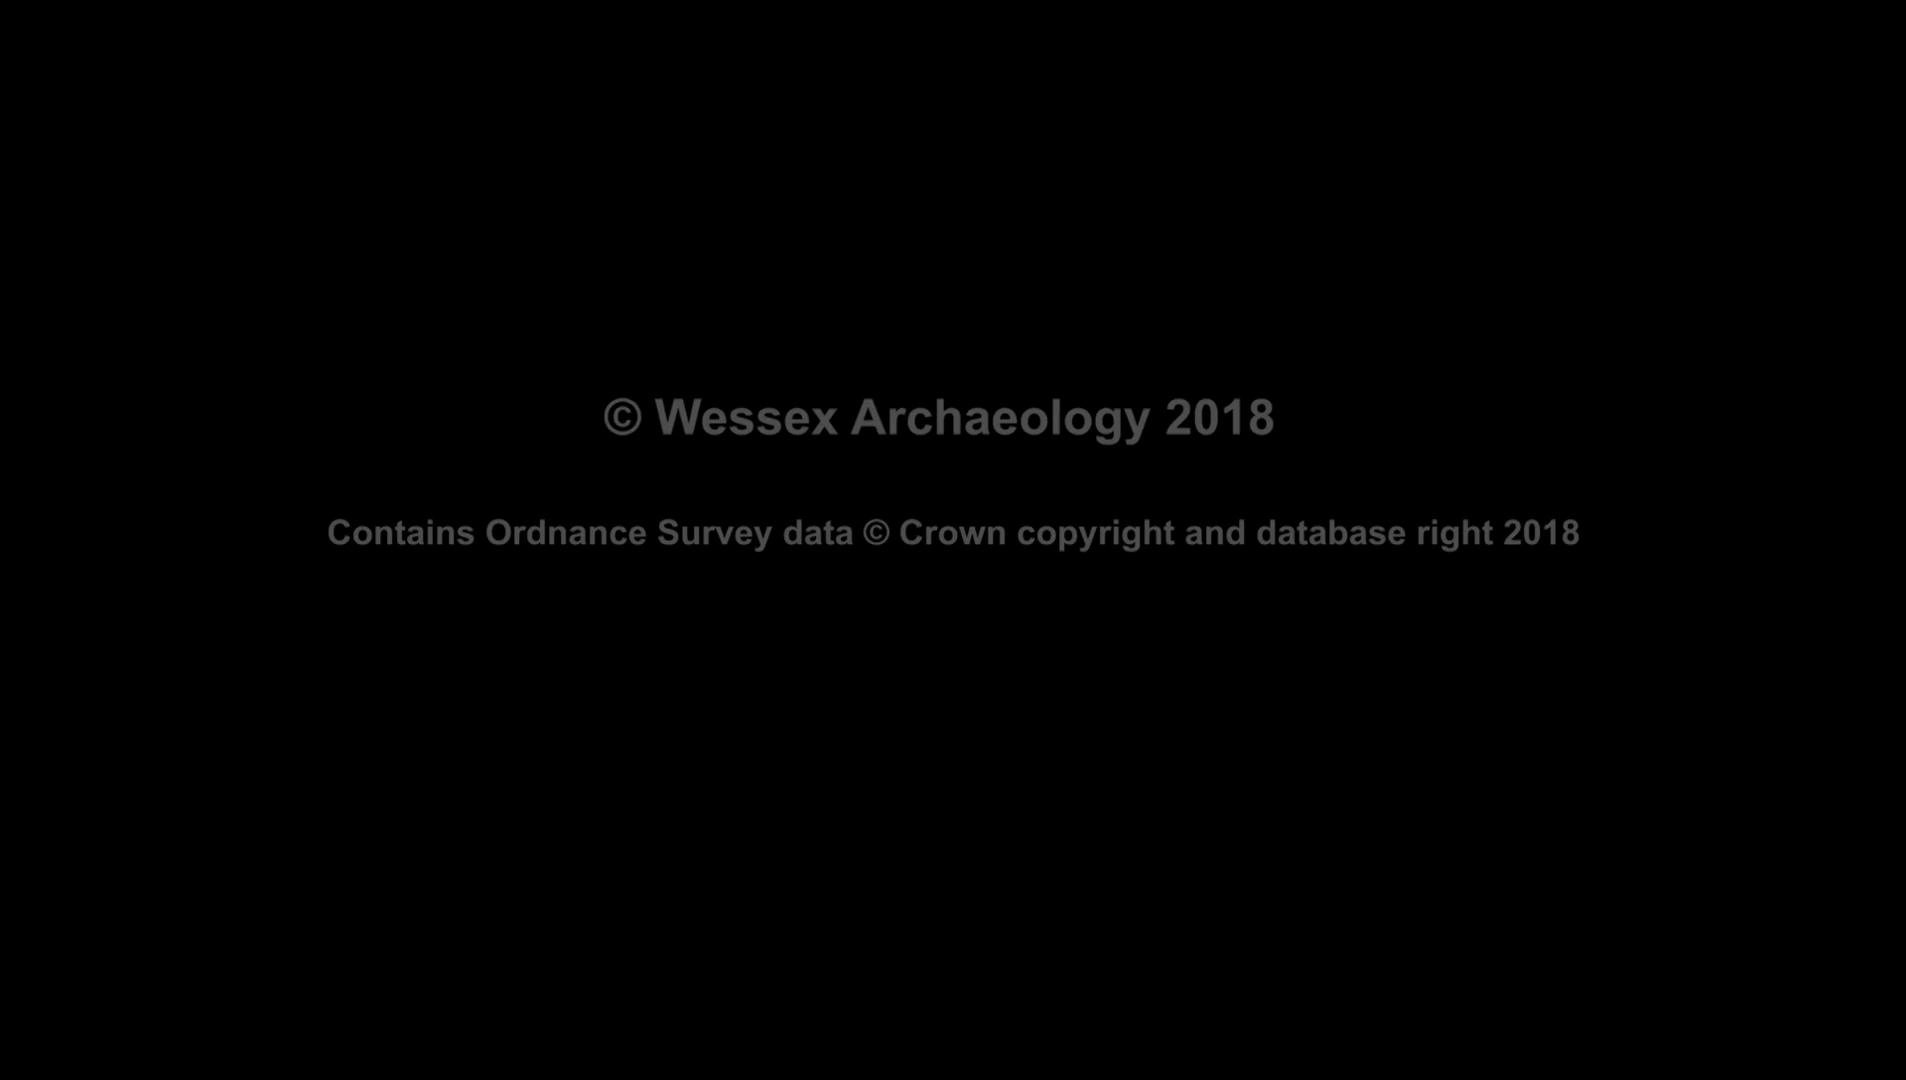 © Wessex Archaeology 2018
Contains Ordnance Survey data © Crown copyright and database right 2018